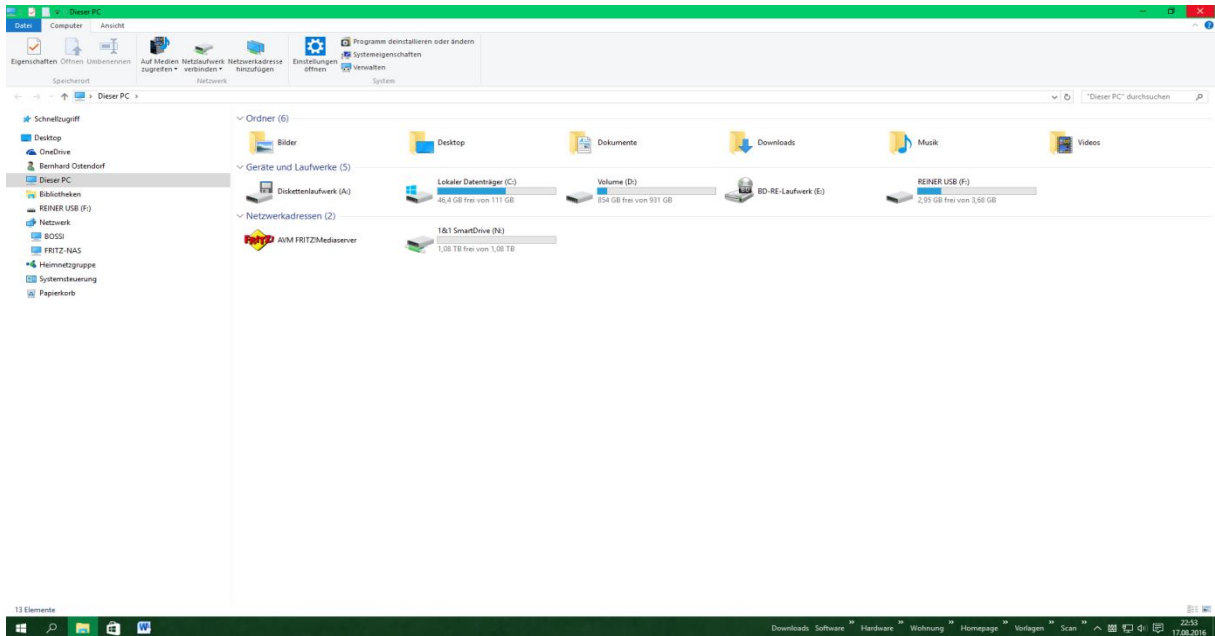 Dieser PC
Datei Computer Ansicht
Eigenschaften Öffnen Umbenennen
Speicherort
Auf Medien zugreifen
Netzlaufwerk verbinden
Netzwerkadresse hinzufügen
Netzwerk
Einstellungen öffnen
Programm deinstallieren oder ändern
Systemeigenschaften
Verwalten
System
Dieser PC
"Dieser PC" durchsuchen
Schnellzugriff
Desktop
OneDrive
Bernhard Ostendorf
Dieser PC
Bibliotheken
REINER USB (F:)
Netzwerk
BOSSI
FRITZ-NAS
Heimnetzgruppe
Systemsteuerung
Papierkorb
Ordner (6)
Bilder
Desktop
Dokumente
Downloads
Musik
Videos
Geräte und Laufwerke (5)
Diskettenlaufwerk (A:)
Lokaler Datenträger (C:)
46,4 GB frei von 111 GB
Volume (D:)
854 GB frei von 931 GB
BD-RE-Laufwerk (E:)
REINER USB (F:)
2,95 GB frei von 3,68 GB
Netzwerkadressen (2)
FRITZ!
AVM FRITZ!Mediaserver
1&1 SmartDrive (N:)
1,08 TB frei von 1,08 TB
13 Elemente
Downloads Software » Hardware » Wohnung » Homepage » Vorlagen » Scan »
22:53
17.08.2016